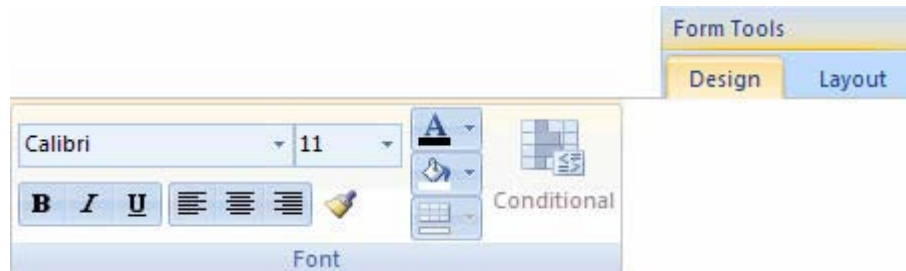 Form Tools
Design Layout
Calibri 11
A
B I U Conditional
Font